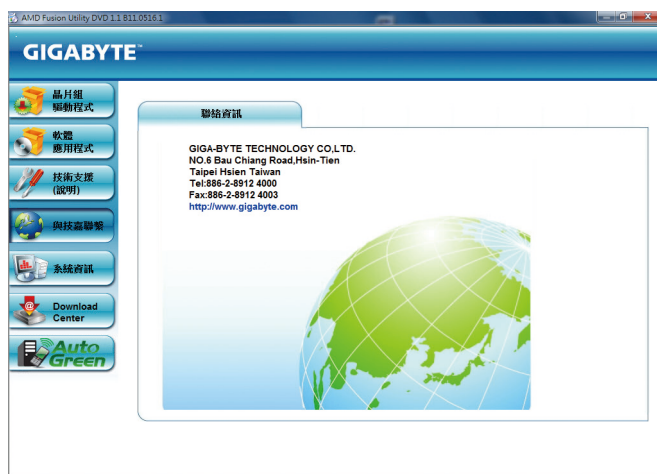 AMD Fusion Utility DVD 1.1 B11.0516.1
GIGABYTE™
晶片組
驅動程式
軟體
應用程式
技術支援
(說明)
與技嘉聯繫
系統資訊
Download
Center
Auto
Green
聯絡資訊
GIGA-BYTE TECHNOLOGY CO,LTD.
NO.6 Bau Chiang Road,Hsin-Tien
Taipei Hsien Taiwan
Tel:886-2-8912 4000
Fax:886-2-8912 4003
http://www.gigabyte.com